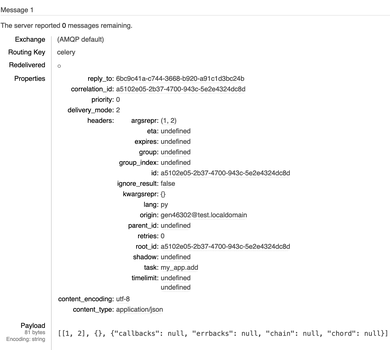 Message 1
The server reported 0 messages remaining.
Exchange (AMQP default)
Routing Key celery
Redelivered ○
Properties reply_to: 6bc9c41a-c744-3668-b920-a91c1d3bc24b
correlation_id: a5102e05-2b37-4700-943c-5e2e4324dc8d
priority: 0
delivery_mode: 2
headers: argsrepr: (1, 2)
eta: undefined
expires: undefined
group: undefined
group_index: undefined
id: a5102e05-2b37-4700-943c-5e2e4324dc8d
ignore_result: false
kwargsrepr: {}
lang: py
origin: gen46302@test.localdomain
parent_id: undefined
retries: 0
root_id: a5102e05-2b37-4700-943c-5e2e4324dc8d
shadow: undefined
task: my_app.add
timelimit: undefined
undefined
content_encoding: utf-8
content_type: application/json
Payload
81 bytes
Encoding: string
[[1, 2], {}, {"callbacks": null, "errbacks": null, "chain": null, "chord": null}]